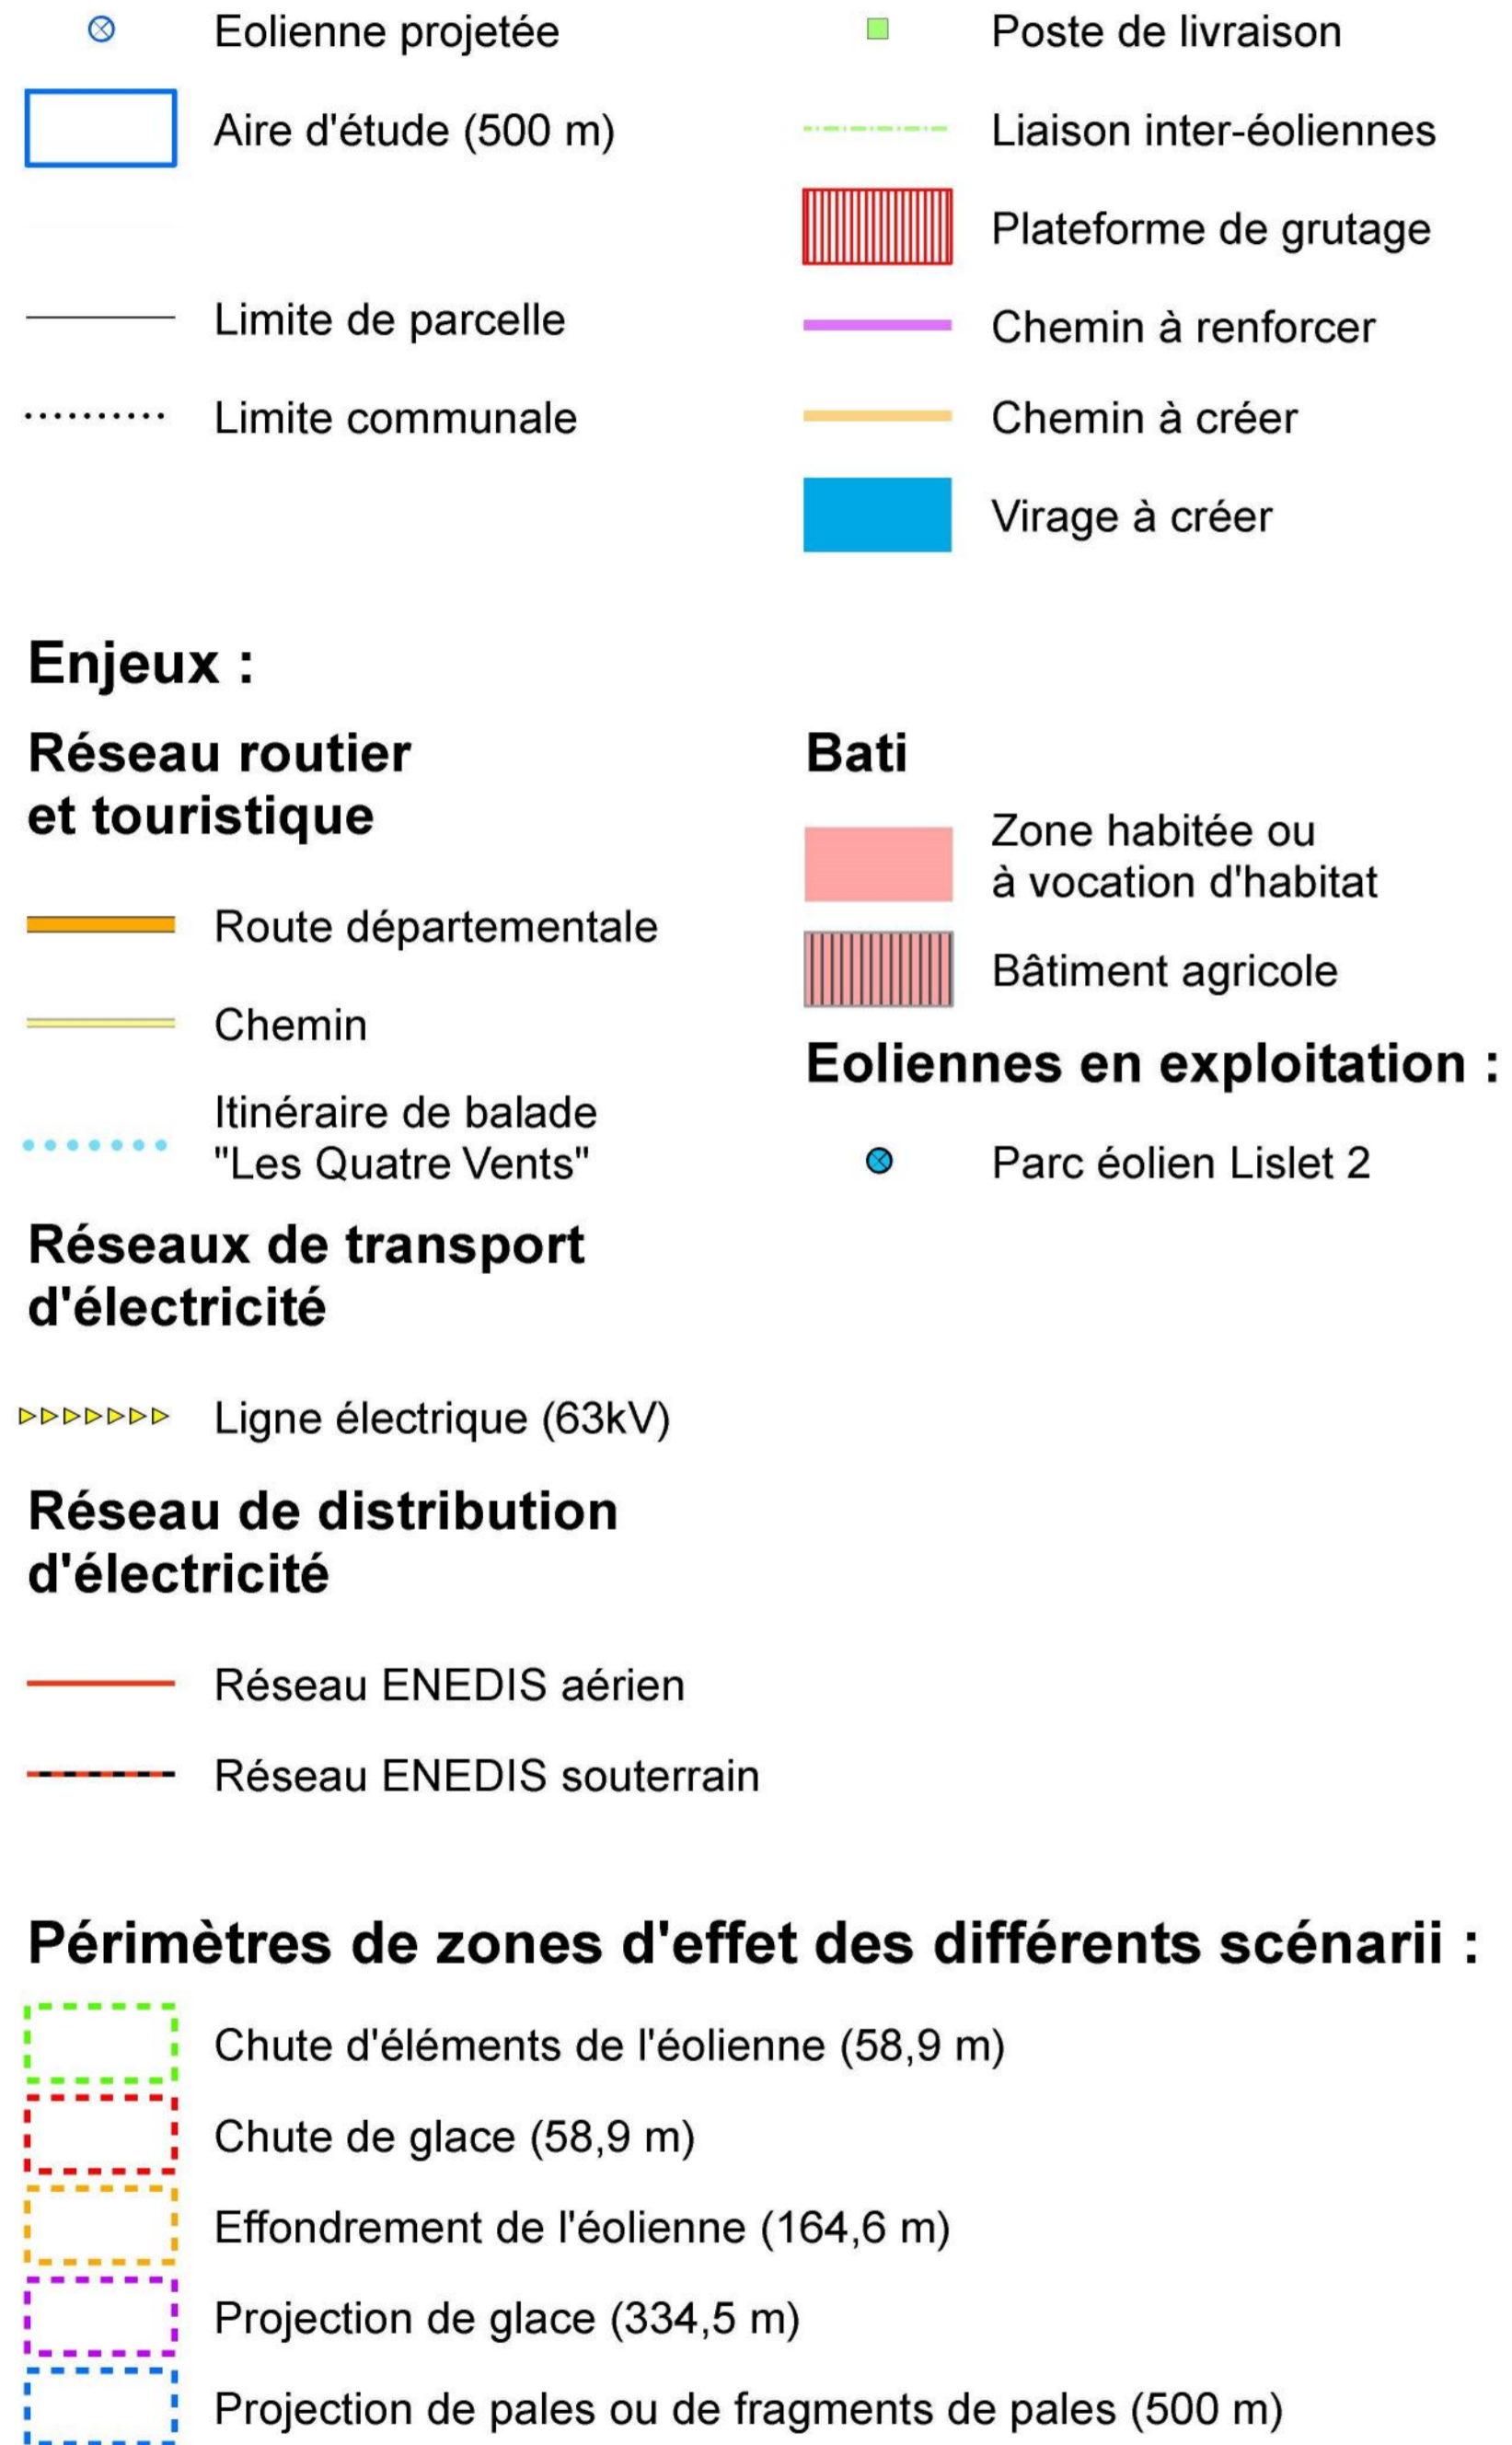 Eolienne projetée
Aire d'étude (500 m)
Limite de parcelle
Limite communale
Poste de livraison
Liaison inter-éoliennes
Plateforme de grutage
Chemin à renforcer
Chemin à créer
Virage à créer
Enjeux :
Réseau routier
et touristique
Route départementale
Chemin
Itinéraire de balade
"Les Quatre Vents"
Réseaux de transport
d'électricité
Ligne électrique (63kV)
Réseau de distribution
d'électricité
Réseau ENEDIS aérien
Réseau ENEDIS souterrain
Bati
Zone habitée ou
à vocation d'habitat
Bâtiment agricole
Eoliennes en exploitation :
Parc éolien Lislet 2
Périmètres de zones d'effet des différents scénarii :
Chute d'éléments de l'éolienne (58,9 m)
Chute de glace (58,9 m)
Effondrement de l'éolienne (164,6 m)
Projection de glace (334,5 m)
Projection de pales ou de fragments de pales (500 m)